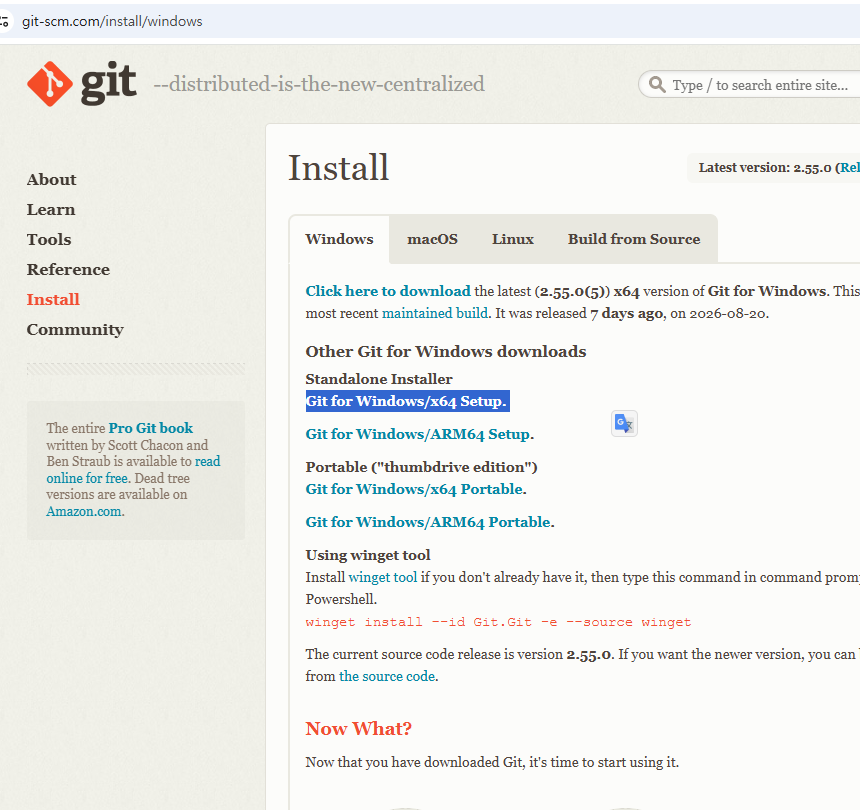 git-scm.com/install/windows
git --distributed-is-the-new-centralized
Type / to search entire site...
About
Learn
Tools
Reference
Install
Community
The entire Pro Git book
written by Scott Chacon and
Ben Straub is available to read
online for free. Dead tree
versions are available on
Amazon.com.
Install
Latest version: 2.55.0 (Rel
Windows macOS Linux Build from Source
Click here to download the latest (2.55.0(5)) x64 version of Git for Windows. This
most recent maintained build. It was released 7 days ago, on 2026-08-20.
Other Git for Windows downloads
Standalone Installer
Git for Windows/x64 Setup.
Git for Windows/ARM64 Setup.
Portable ("thumbdrive edition")
Git for Windows/x64 Portable.
Git for Windows/ARM64 Portable.
Using winget tool
Install winget tool if you don't already have it, then type this command in command promp
Powershell.
winget install --id Git.Git -e --source winget
The current source code release is version 2.55.0. If you want the newer version, you can
from the source code.
Now What?
Now that you have downloaded Git, it's time to start using it.